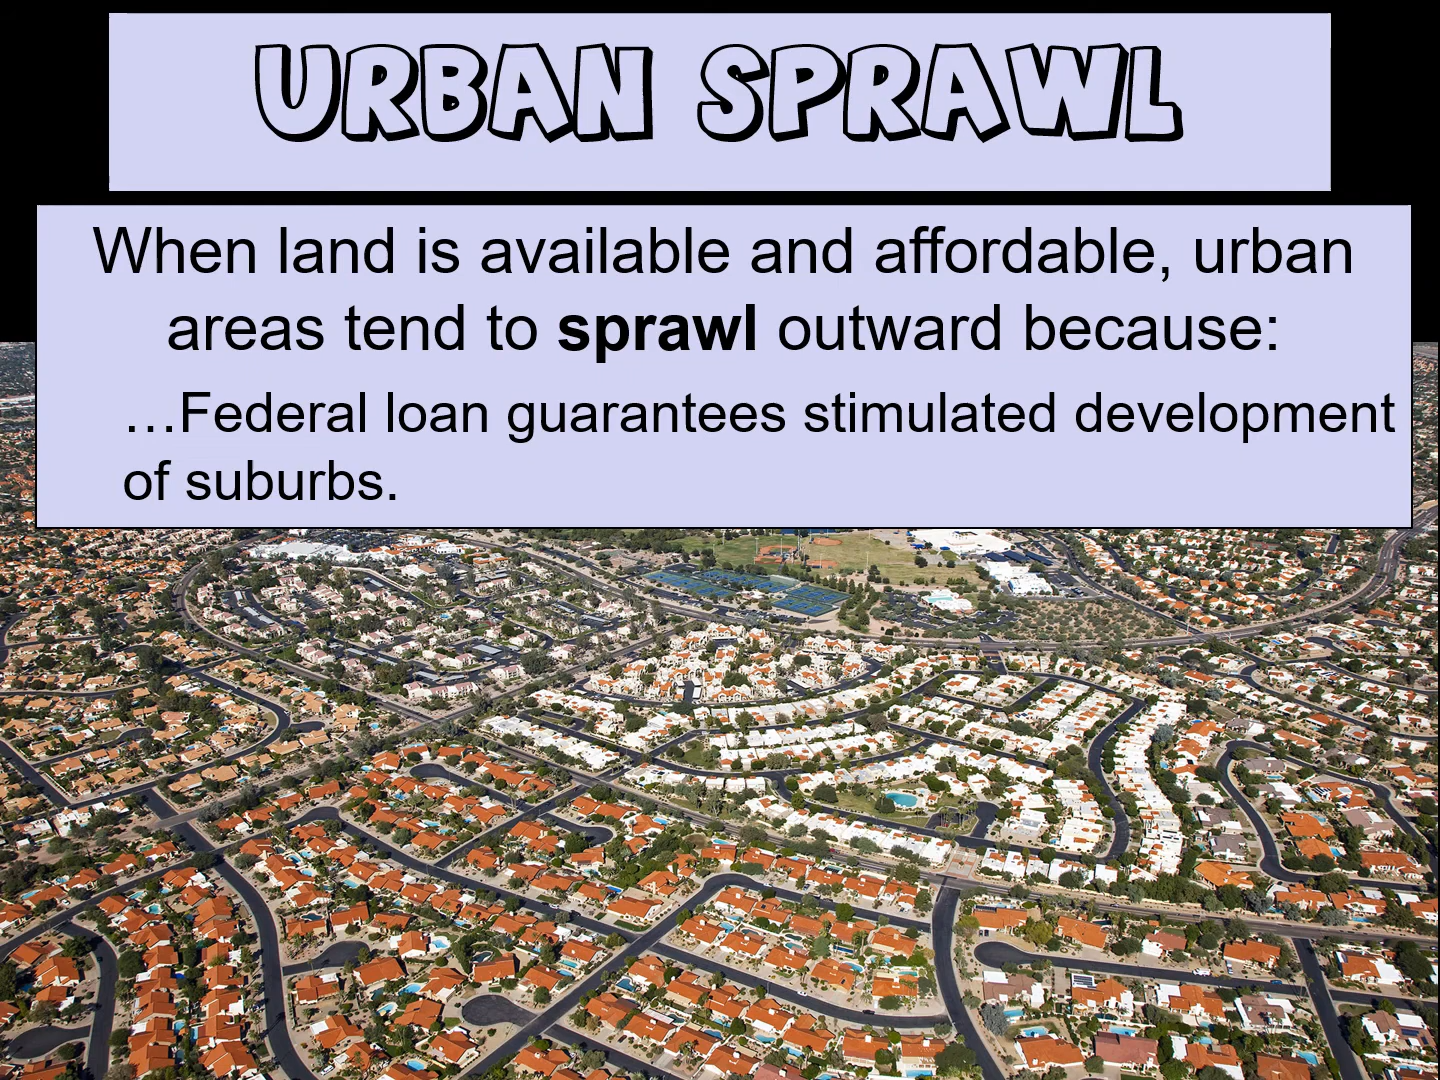 URBAN SPRAWL
When land is available and affordable, urban
areas tend to sprawl outward because:
…Federal loan guarantees stimulated development
of suburbs.